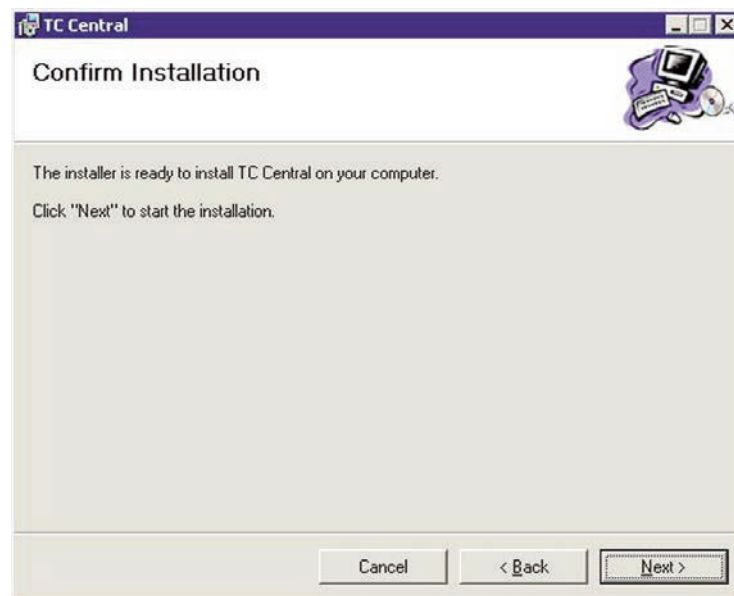 TC Central
Confirm Installation
The installer is ready to install TC Central on your computer.
Click "Next" to start the installation.
Cancel
< Back
Next >